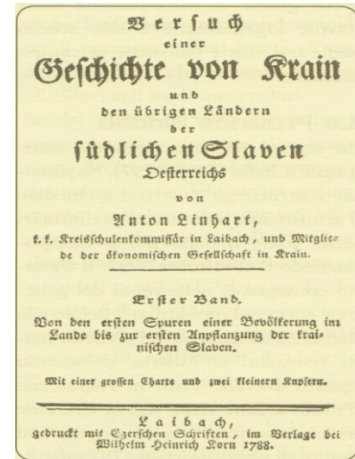 Versuch
einer
Geschichte von Krain
und
den übrigen Ländern
der
südlichen Slaven
Oesterreichs
von
Anton Linhart,
k. k. Kreisschulenkommissär in Laibach, und Mitglie-
de der ökonomischen Gesellschaft in Krain.
Erster Band.
Von den ersten Spuren einer Bevölkerung im
Lande bis zur ersten Anpflanzung der krai-
nischen Slaven.
Mit einer grossen Charte und zwei kleinern Kupfern.
Laibach,
gedruckt mit Egerschen Schriften, im Verlage bei
Wilhelm Heinrich Korn 1788.